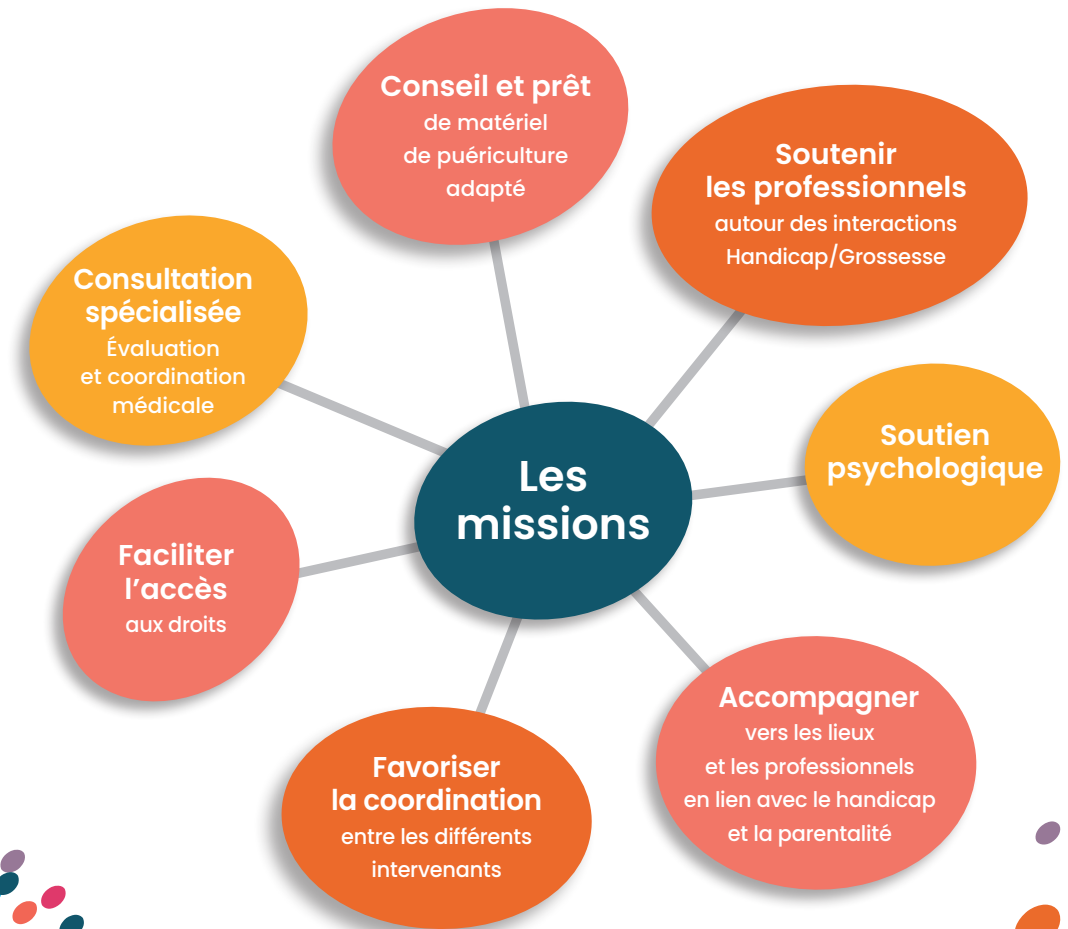 Conseil et prêt
de matériel
de puériculture
adapté
Soutenir
les professionnels
autour des interactions
Handicap/Grossesse
Consultation
spécialisée
Évaluation
et coordination
médicale
Soutien
psychologique
Les
missions
Faciliter
l'accès
aux droits
Accompagner
vers les lieux
et les professionnels
en lien avec le handicap
et la parentalité
Favoriser
la coordination
entre les différents
intervenants